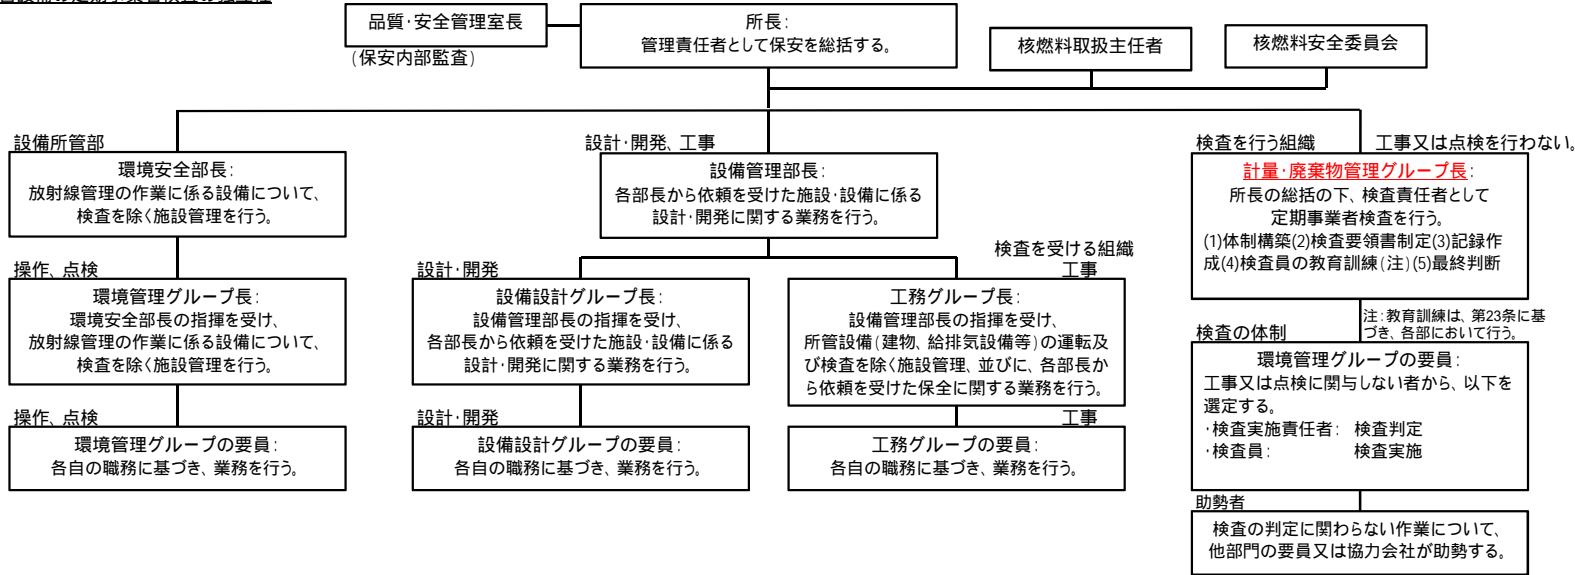 品質・安全管理室長
(保安内部監査)
所長:
管理責任者として保安を総括する。
核燃料取扱主任者
核燃料安全委員会
設備所管部
環境安全部長:
放射線管理の作業に係る設備について、
検査を除く施設管理を行う。
設計・開発、工事
設備管理部長:
各部長から依頼を受けた施設・設備に係る
設計・開発に関する業務を行う。
検査を行う組織
工事又は点検を行わない。
計量・廃棄物管理グループ長:
所長の総括の下、検査責任者として
定期事業者検査を行う。
(1)体制構築(2)検査要領書制定(3)記録作
成(4)検査員の教育訓練(注)(5)最終判断
検査を受ける組織
操作、点検
環境管理グループ長:
環境安全部長の指揮を受け、
放射線管理の作業に係る設備について、
検査を除く施設管理を行う。
設計・開発
設備設計グループ長:
設備管理部長の指揮を受け、
各部長から依頼を受けた施設・設備に係る
設計・開発に関する業務を行う。
工事
工務グループ長:
設備管理部長の指揮を受け、
所管設備(建物、給排気設備等)の運転及
び検査を除く施設管理、並びに、各部長か
ら依頼を受けた保全に関する業務を行う。
注:教育訓練は、第23条に基
づき、各部において行う。
検査の体制
環境管理グループの要員:
工事又は点検に関与しない者から、以下を
選定する。
・検査実施責任者: 検査判定
・検査員: 検査実施
操作、点検
環境管理グループの要員:
各自の職務に基づき、業務を行う。
設計・開発
設備設計グループの要員:
各自の職務に基づき、業務を行う。
工事
工務グループの要員:
各自の職務に基づき、業務を行う。
助勢者
検査の判定に関わらない作業について、
他部門の要員又は協力会社が助勢する。